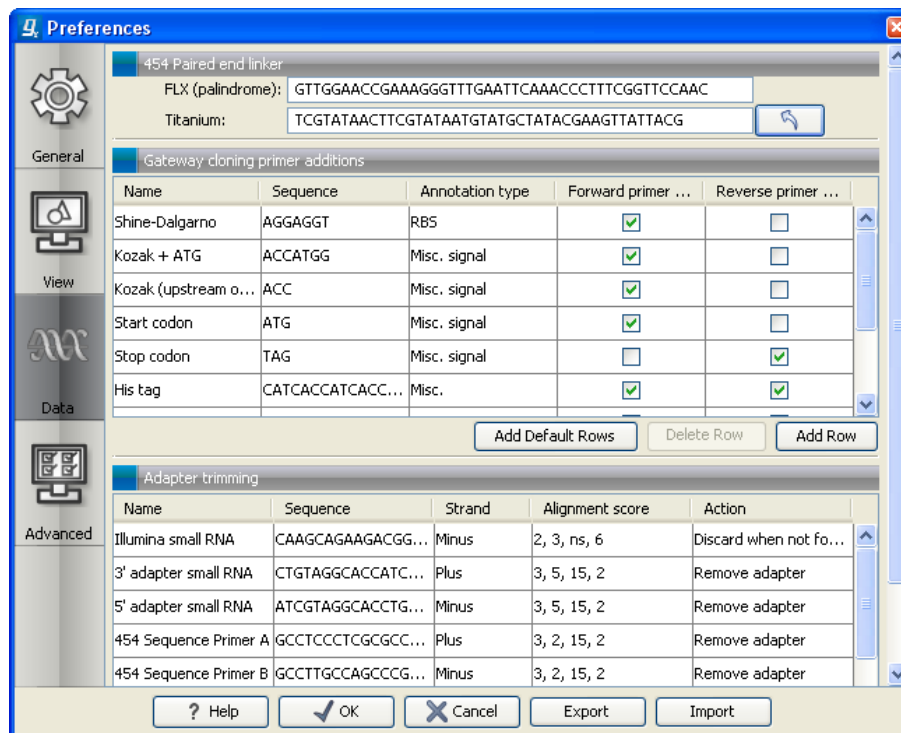 Preferences
454 Paired end linker
FLX (palindrome): GTTGGAACCGAAAGGGTTTGAATTCAAACCCTTTCGGTTCCAAC
Titanium: TCGTATAACTTCGTATAATGTATGCTATACGAAGTTATTACG
General
Gateway cloning primer additions
Name Sequence Annotation type Forward primer ... Reverse primer ...
Shine-Dalgarno AGGAGGT RBS
Kozak + ATG ACCATGG Misc. signal
View
Kozak (upstream o... ACC Misc. signal
Start codon ATG Misc. signal
Stop codon TAG Misc. signal
His tag CATCACCATCACC... Misc.
Data
Add Default Rows Delete Row Add Row
Adapter trimming
Name Sequence Strand Alignment score Action
Advanced
Illumina small RNA CAAGCAGAAGACGG... Minus 2, 3, ns, 6 Discard when not fo...
3' adapter small RNA CTGTAGGCACCATC... Plus 3, 5, 15, 2 Remove adapter
5' adapter small RNA ATCGTAGGCACCTG... Minus 3, 5, 15, 2 Remove adapter
454 Sequence Primer A GCCTCCCTCGCGCC... Plus 3, 2, 15, 2 Remove adapter
454 Sequence Primer B GCCTTGCCAGCCCG... Minus 3, 2, 15, 2 Remove adapter
? Help OK Cancel Export Import